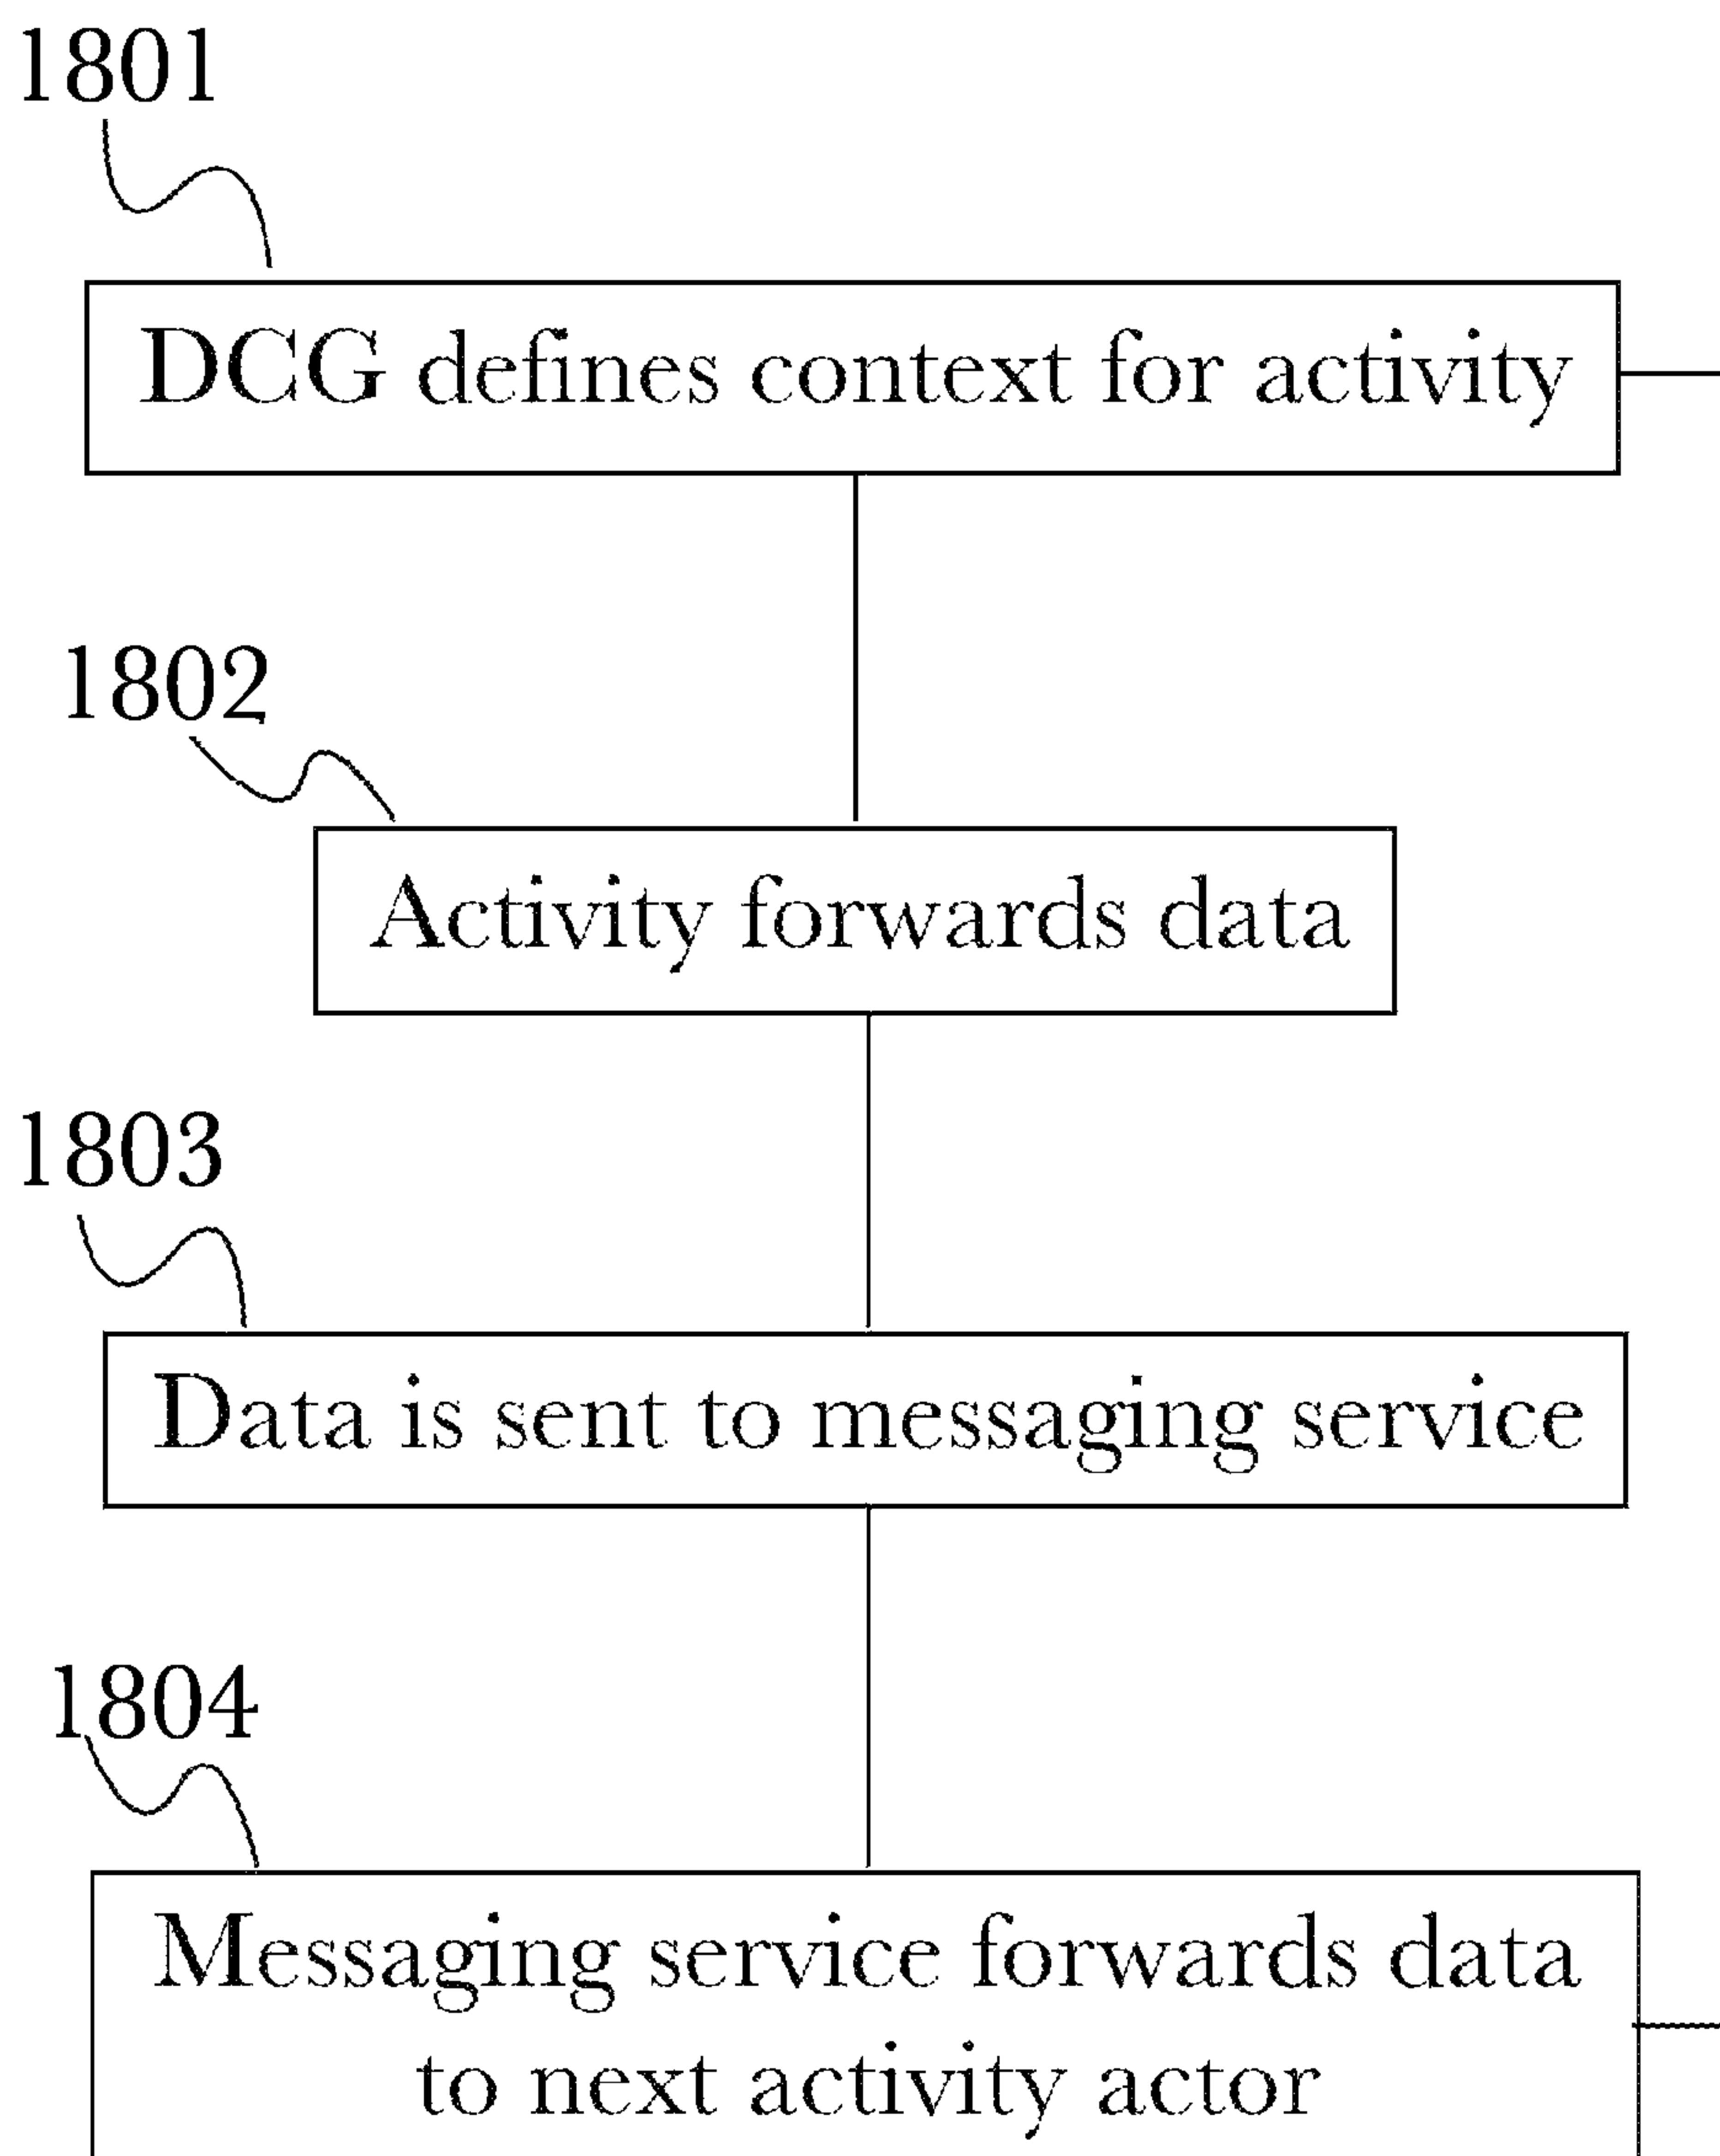 1801
DCG defines context for activity
1802
Activity forwards data
1803
Data is sent to messaging service
1804
Messaging service forwards data
to next activity actor